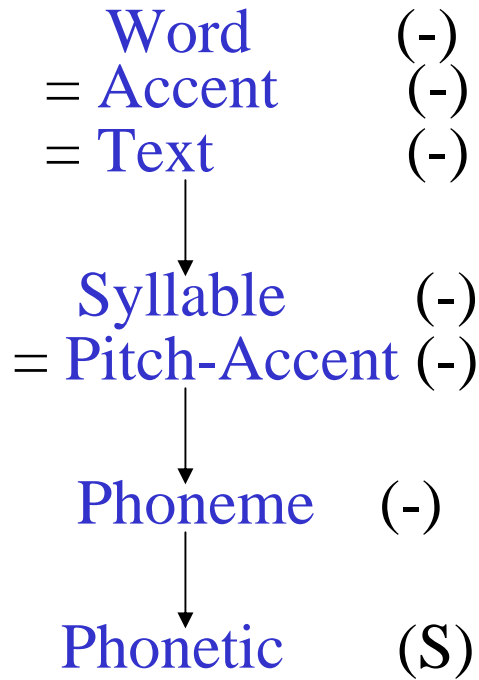 Word (-)
= Accent (-)
= Text (-)
Syllable (-)
= Pitch-Accent (-)
Phoneme (-)
Phonetic (S)